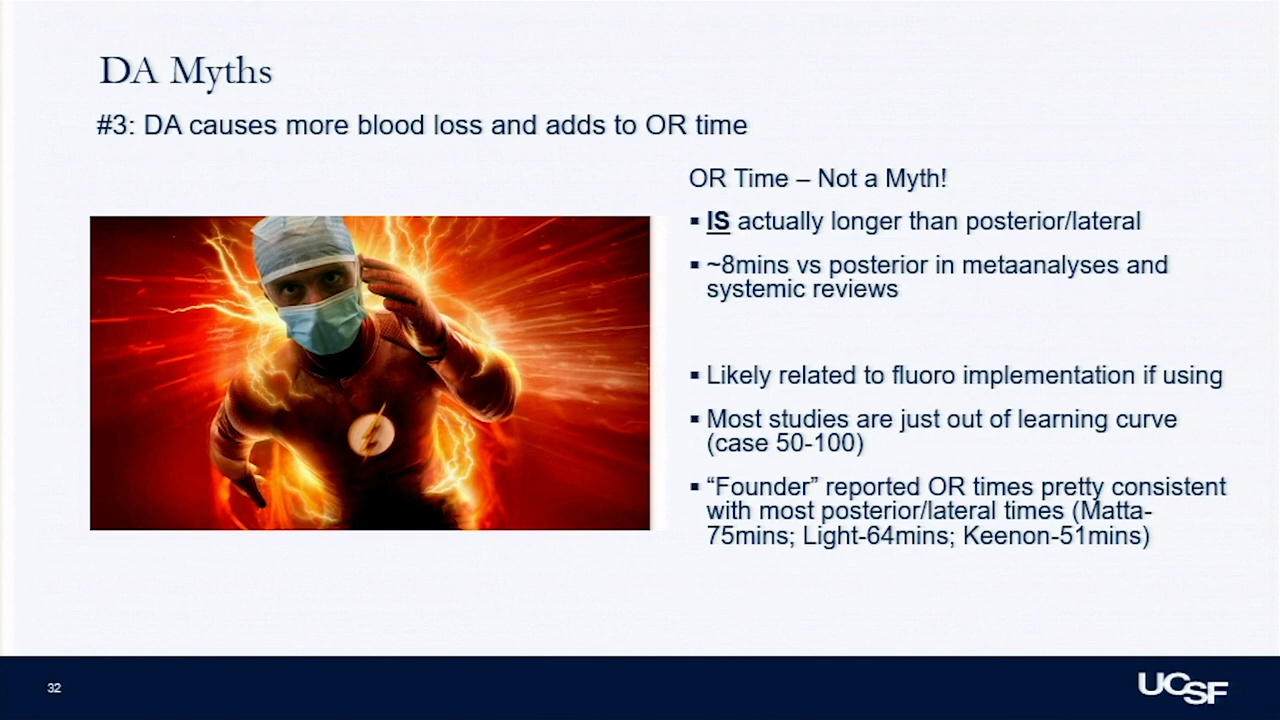 DA Myths
#3: DA causes more blood loss and adds to OR time
OR Time – Not a Myth!
▪ IS actually longer than posterior/lateral
▪ ~8mins vs posterior in metaanalyses and
systemic reviews
▪ Likely related to fluoro implementation if using
▪ Most studies are just out of learning curve
(case 50-100)
▪ “Founder” reported OR times pretty consistent
with most posterior/lateral times (Matta-
75mins; Light-64mins; Keenon-51mins)
32
UCSF